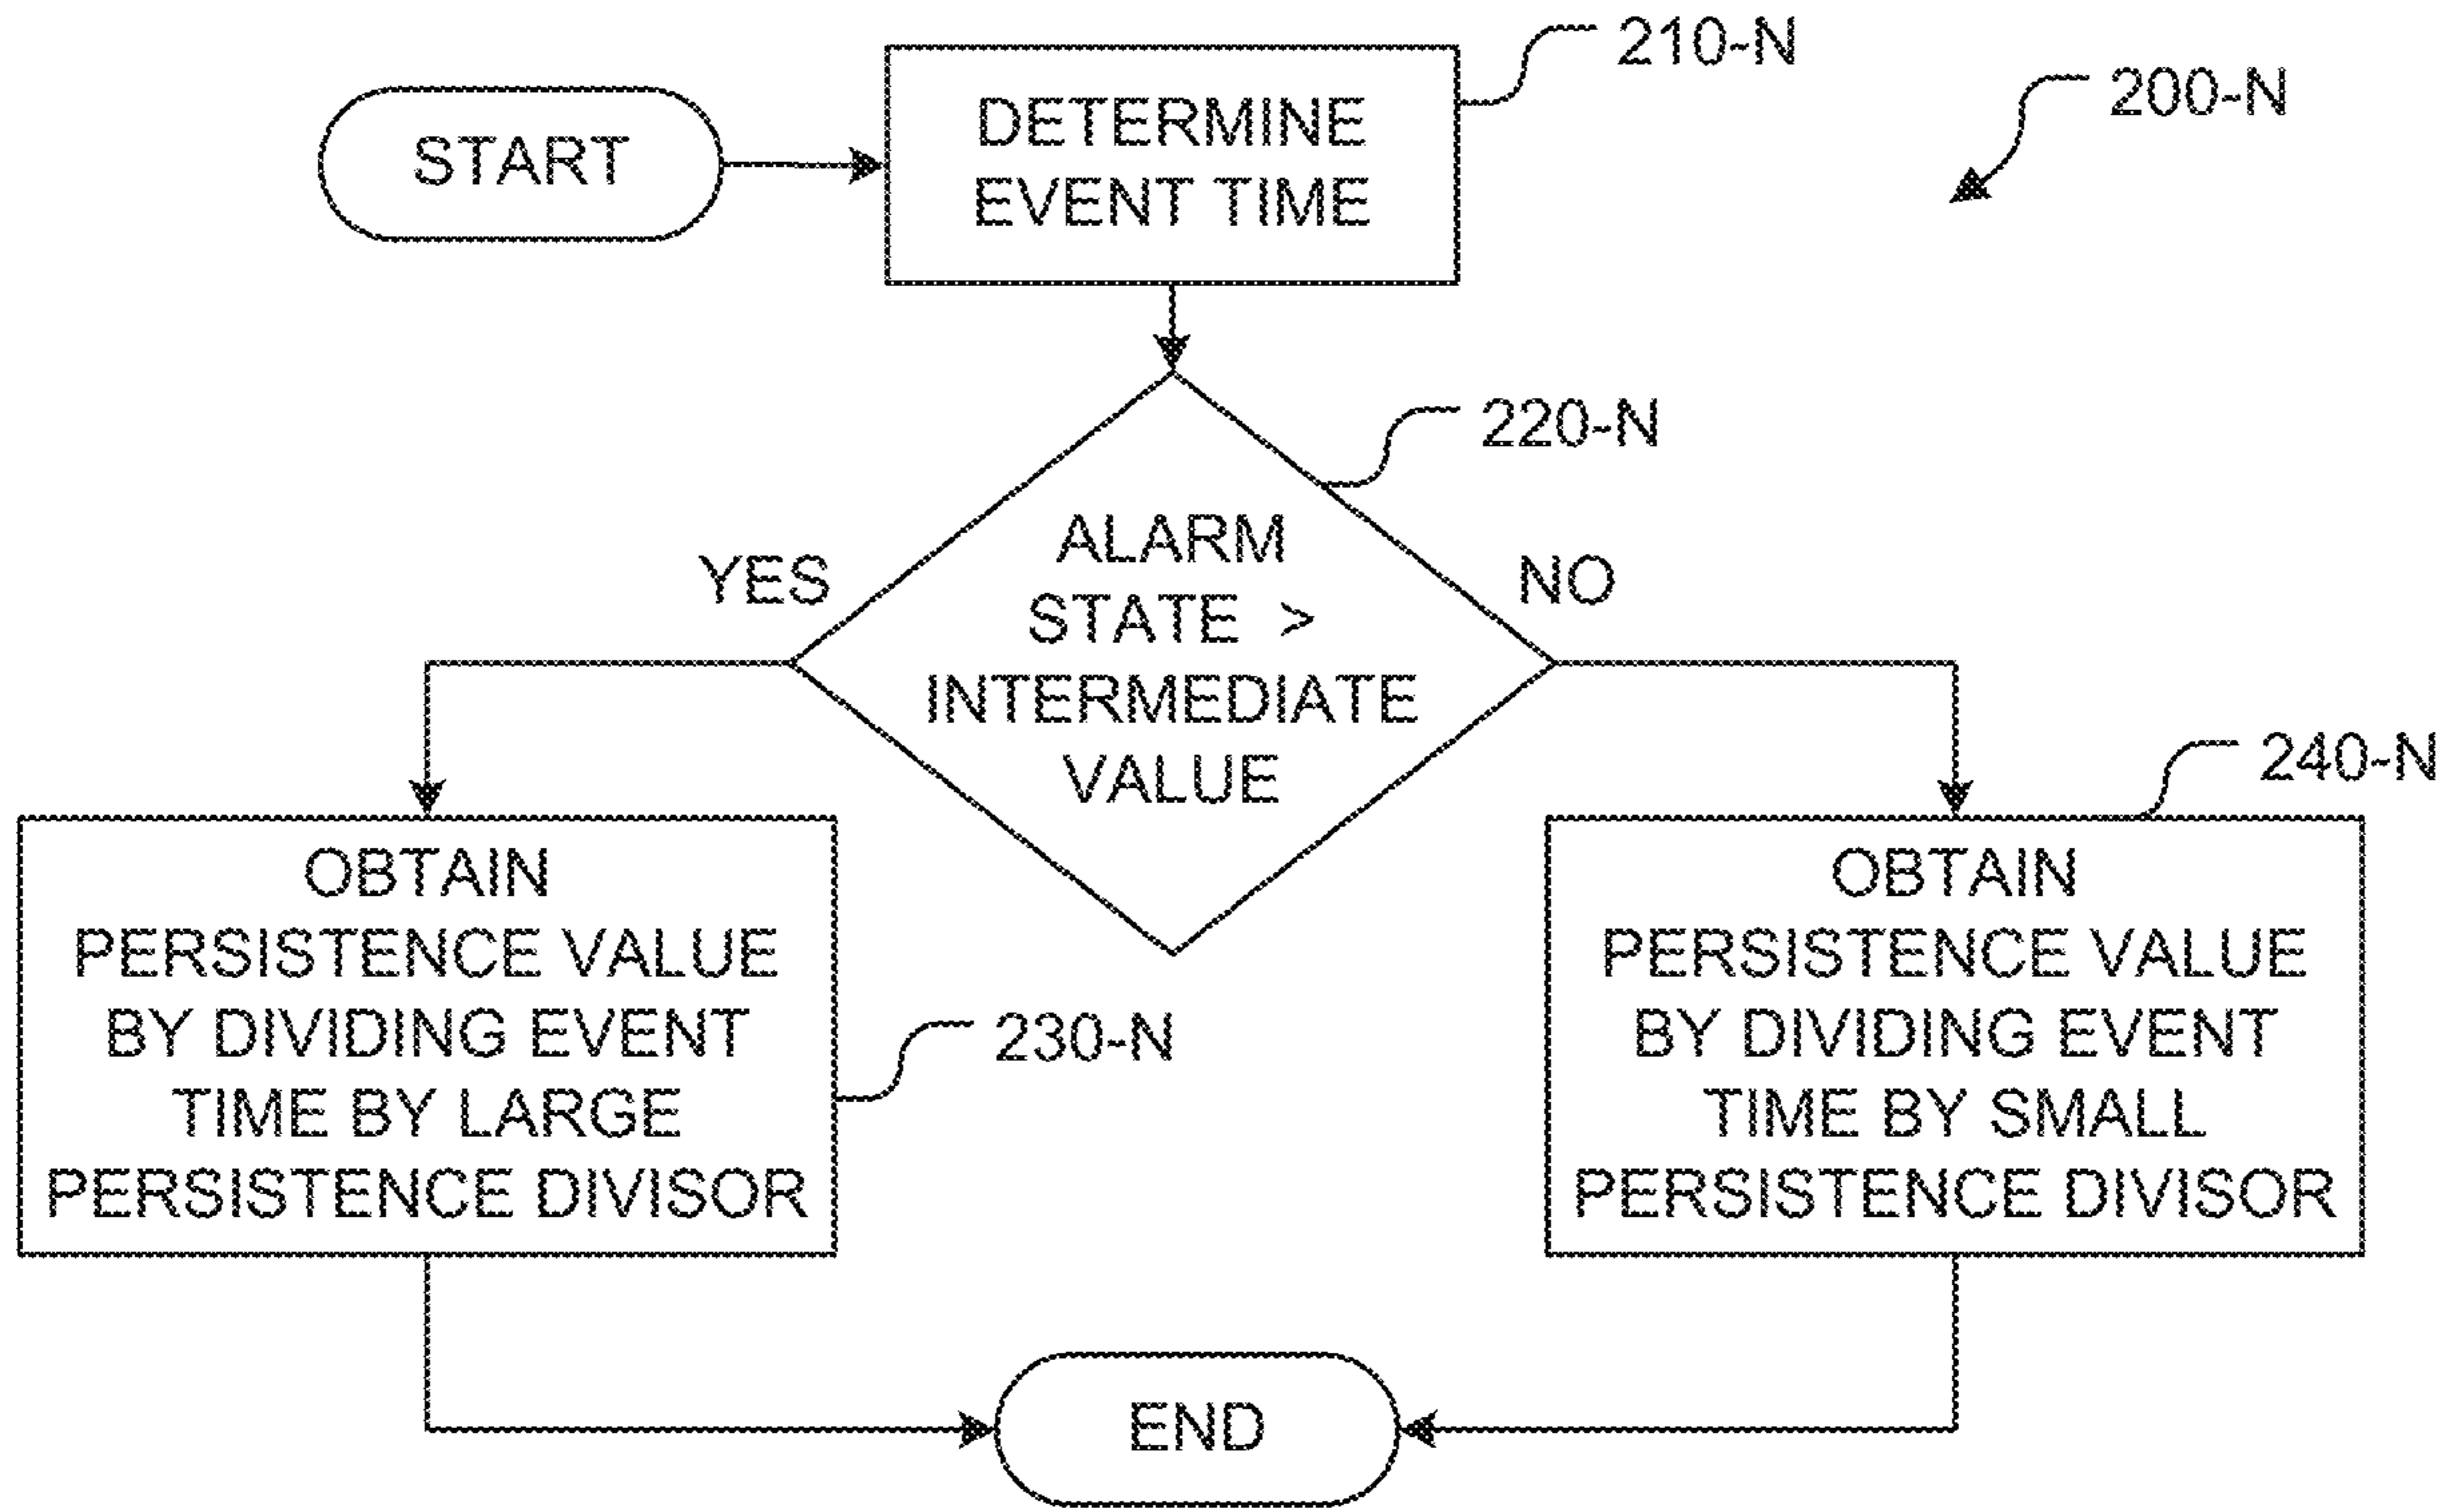 START
DETERMINE
EVENT TIME
210-N
200-N
220-N
ALARM
STATE >
INTERMEDIATE
VALUE
YES
NO
OBTAIN
PERSISTENCE VALUE
BY DIVIDING EVENT
TIME BY LARGE
PERSISTENCE DIVISOR
230-N
240-N
OBTAIN
PERSISTENCE VALUE
BY DIVIDING EVENT
TIME BY SMALL
PERSISTENCE DIVISOR
END